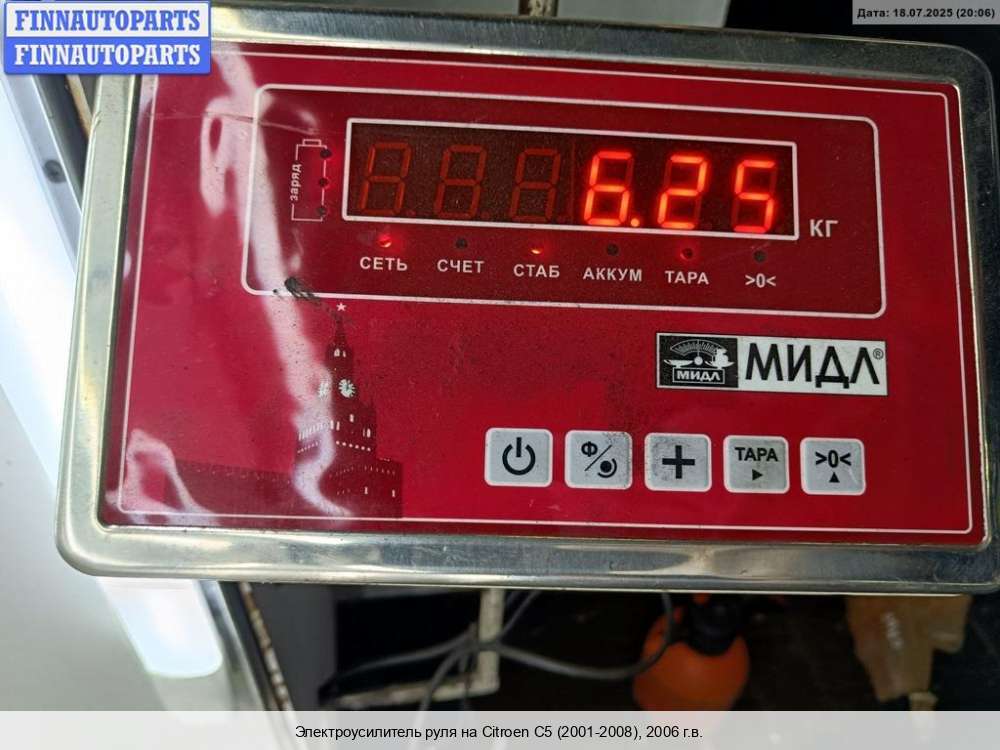 FINNAUTOPARTS
FINNAUTOPARTS
Дата: 18.07.2025 (20:06)
заряд
6.25
КГ
СЕТЬ СЧЕТ СТАБ АККУМ ТАРА >0<
МИДЛ МИДЛ®
Ф ТАРА >0<
Электроусилитель руля на Citroen C5 (2001-2008), 2006 г.в.